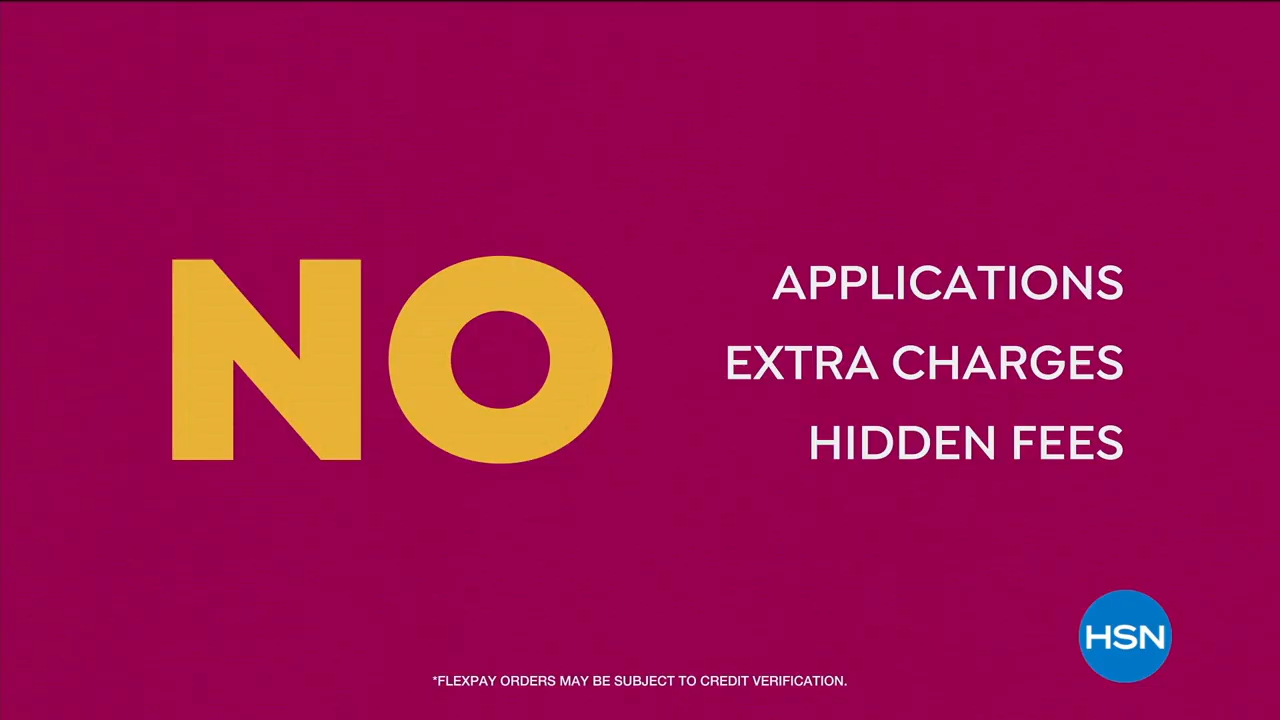 NO
APPLICATIONS
EXTRA CHARGES
HIDDEN FEES
HSN
*FLEXPAY ORDERS MAY BE SUBJECT TO CREDIT VERIFICATION.